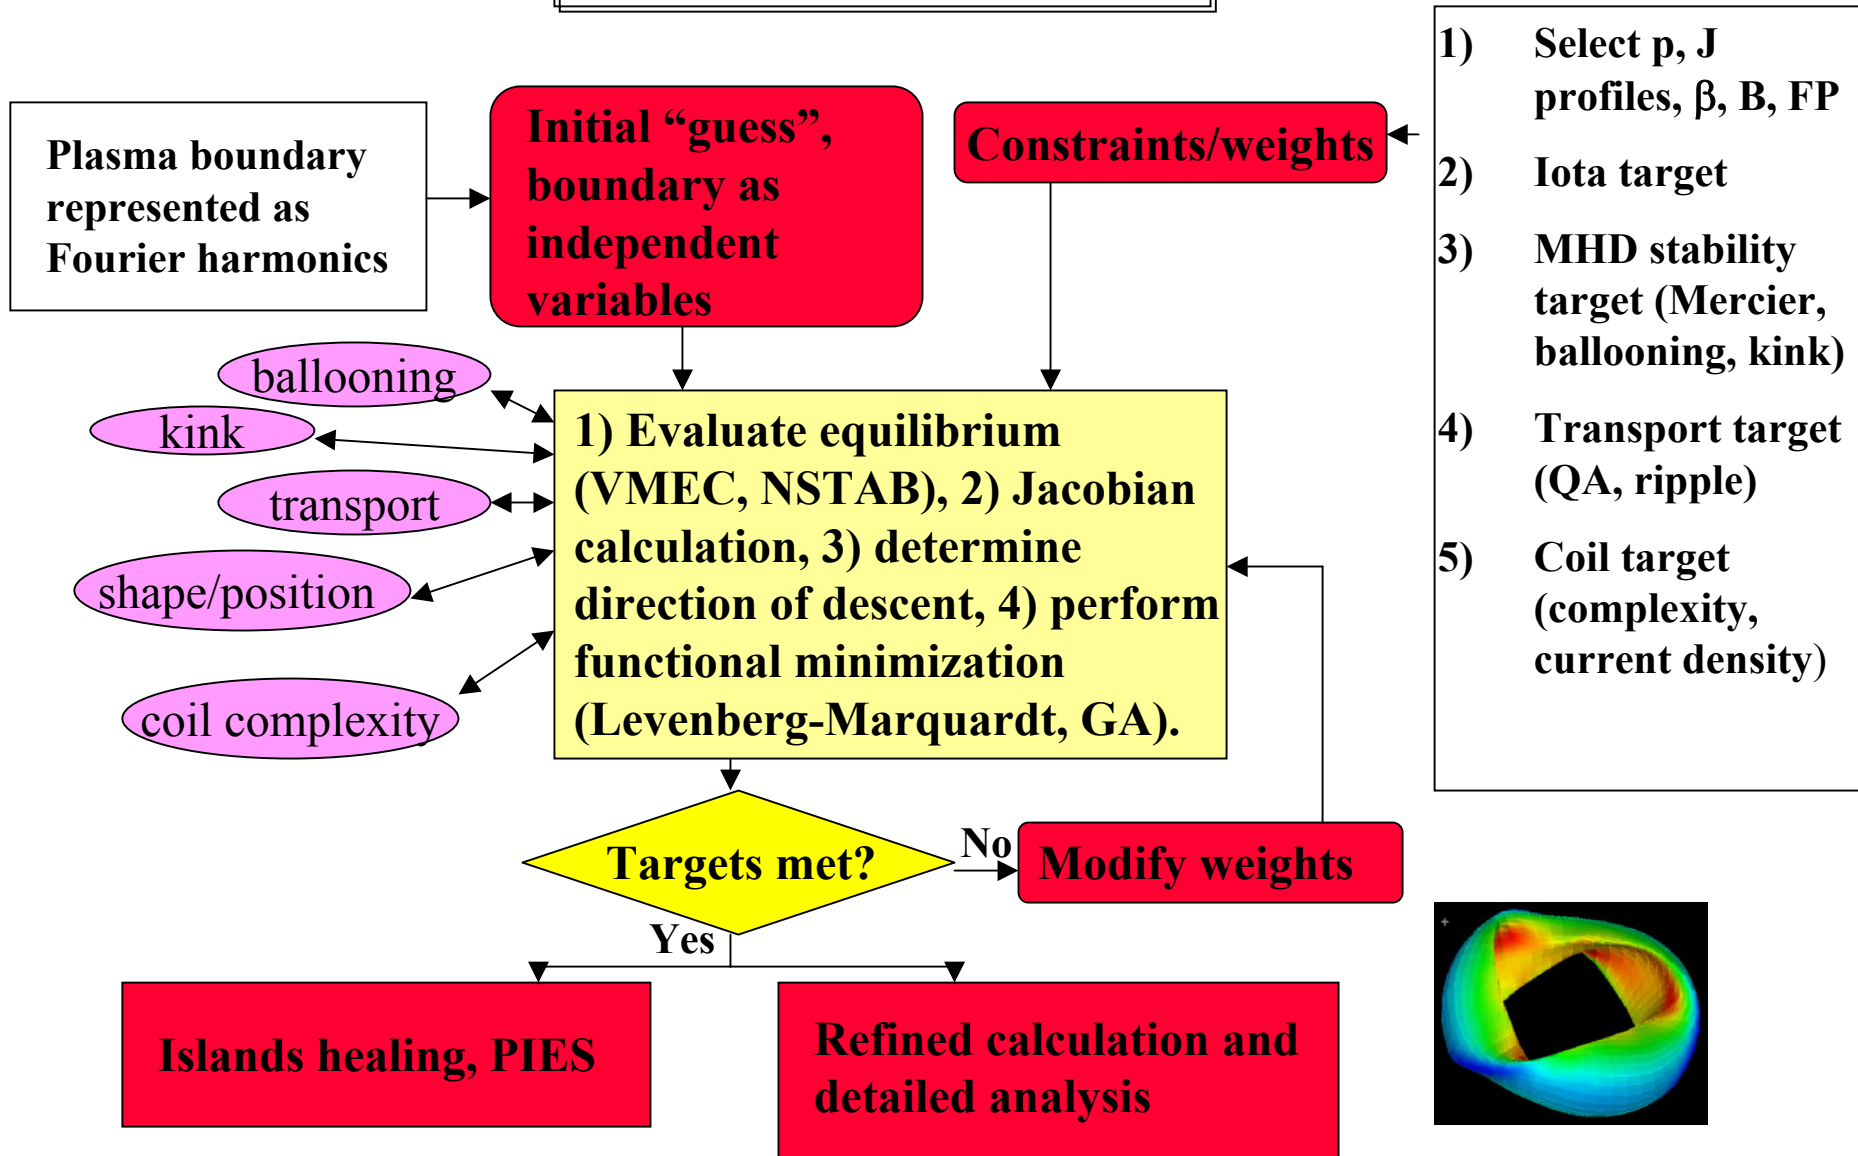 Plasma boundary
represented as
Fourier harmonics
Initial “guess”,
boundary as
independent
variables
Constraints/weights
1) Select p, J
profiles, β, B, FP
2) Iota target
3) MHD stability
target (Mercier,
ballooning, kink)
4) Transport target
(QA, ripple)
5) Coil target
(complexity,
current density)
ballooning
kink
transport
shape/position
coil complexity
1) Evaluate equilibrium
(VMEC, NSTAB), 2) Jacobian
calculation, 3) determine
direction of descent, 4) perform
functional minimization
(Levenberg-Marquardt, GA).
Targets met?
No
Modify weights
Yes
Islands healing, PIES
Refined calculation and
detailed analysis